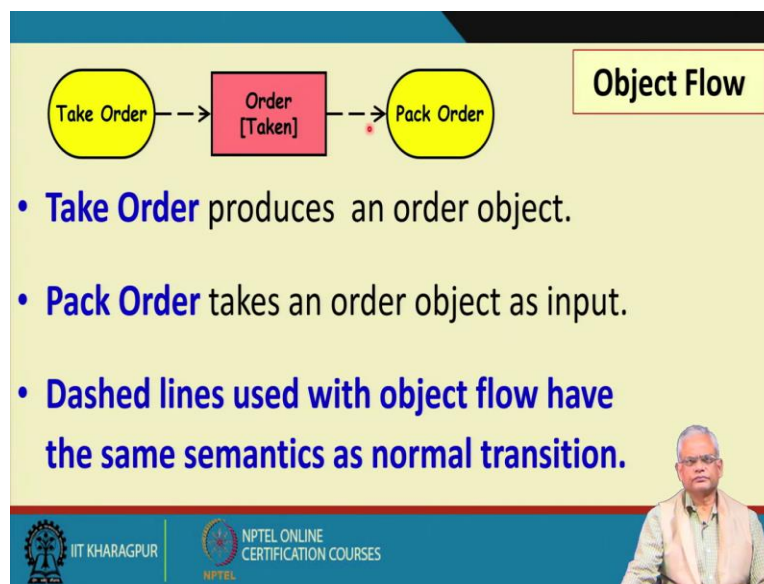 Object Flow
Take Order
Order
[Taken]
Pack Order
• Take Order produces an order object.
• Pack Order takes an order object as input.
• Dashed lines used with object flow have
the same semantics as normal transition.
IIT KHARAGPUR
NPTEL
NPTEL ONLINE
CERTIFICATION COURSES